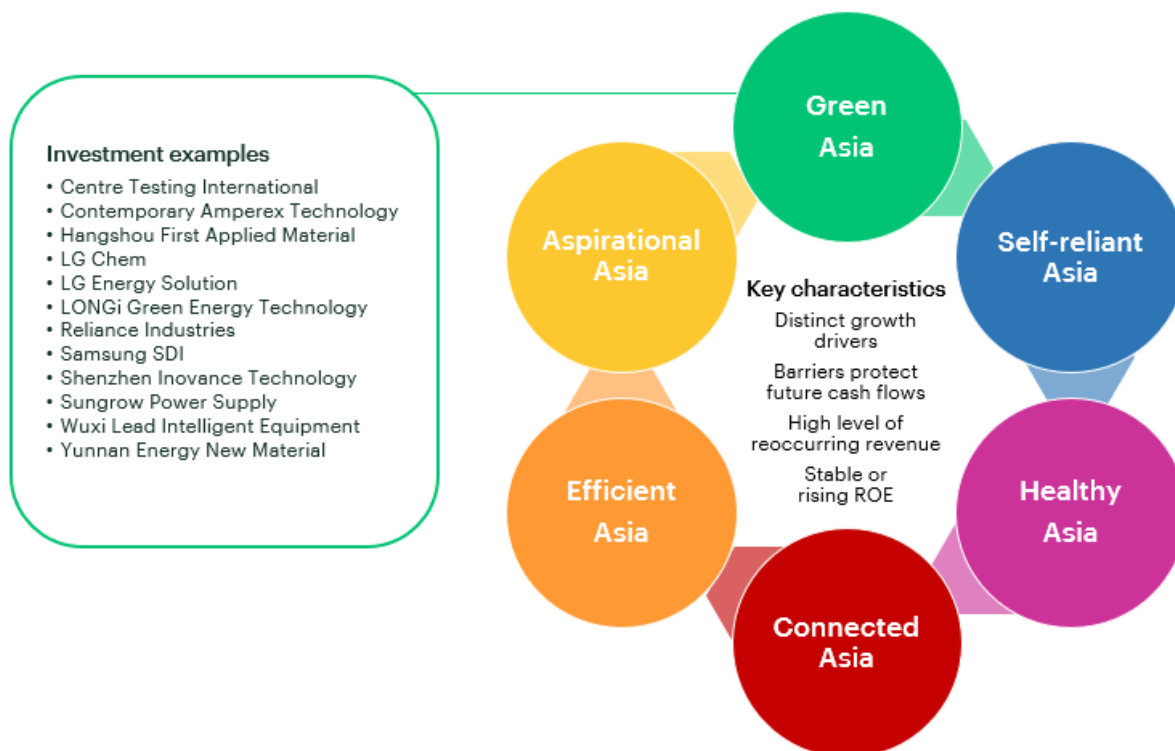 Investment examples
• Centre Testing International
• Contemporary Amperex Technology
• Hangshou First Applied Material
• LG Chem
• LG Energy Solution
• LONGi Green Energy Technology
• Reliance Industries
• Samsung SDI
• Shenzhen Inovance Technology
• Sungrow Power Supply
• Wuxi Lead Intelligent Equipment
• Yunnan Energy New Material
Green
Asia
Self-reliant
Asia
Healthy
Asia
Connected
Asia
Efficient
Asia
Aspirational
Asia
Key characteristics
Distinct growth
drivers
Barriers protect
future cash flows
High level of
reoccurring revenue
Stable or
rising ROE